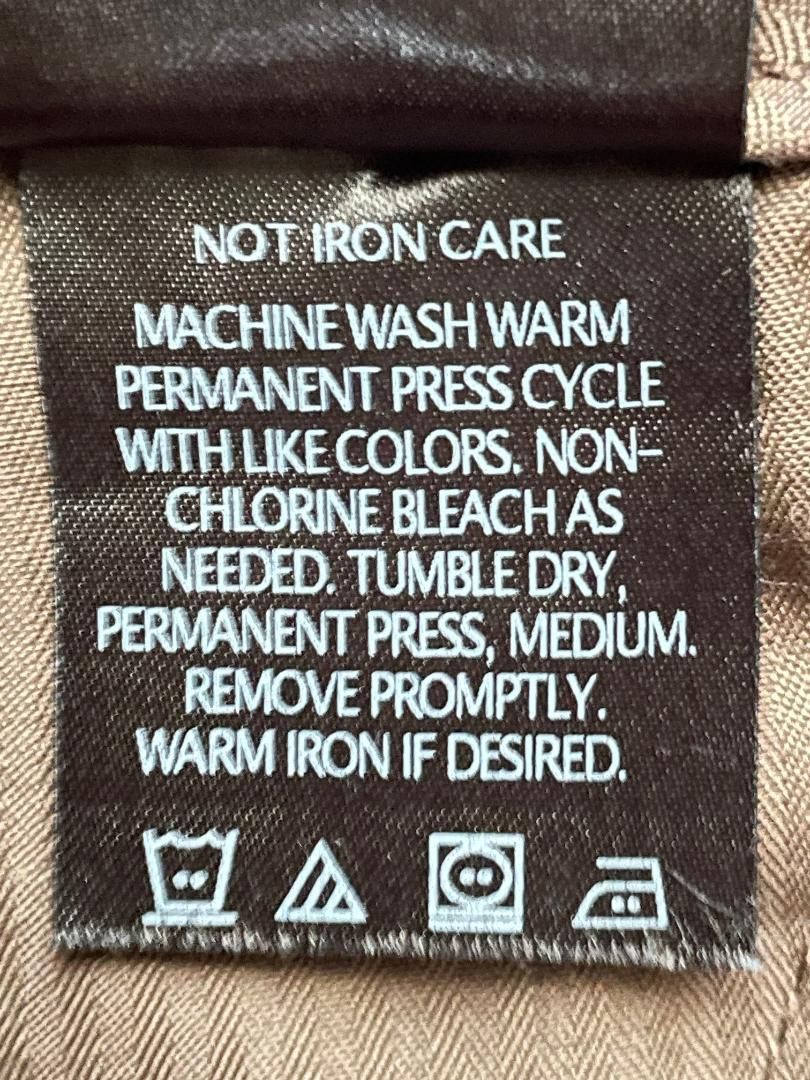 NOT IRON CARE
MACHINE WASH WARM
PERMANENT PRESS CYCLE
WITH LIKE COLORS. NON-
CHLORINE BLEACH AS
NEEDED. TUMBLE DRY,
PERMANENT PRESS, MEDIUM.
REMOVE PROMPTLY.
WARM IRON IF DESIRED.